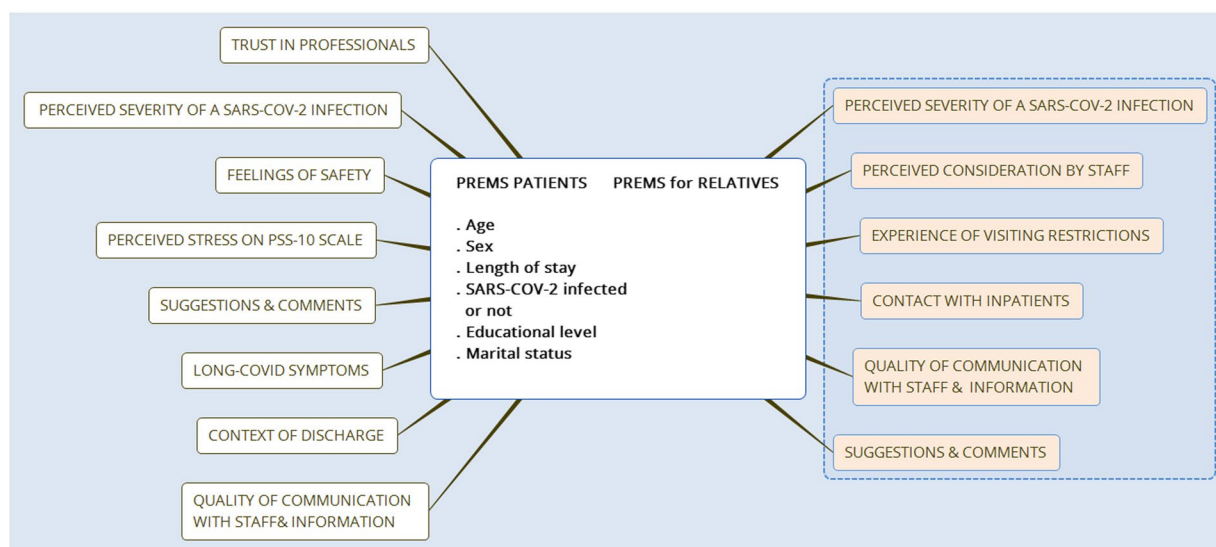 TRUST IN PROFESSIONALS
PERCEIVED SEVERITY OF A SARS-COV-2 INFECTION
FEELINGS OF SAFETY
PERCEIVED STRESS ON PSS-10 SCALE
SUGGESTIONS & COMMENTS
LONG-COVID SYMPTOMS
CONTEXT OF DISCHARGE
QUALITY OF COMMUNICATION
WITH STAFF& INFORMATION
PREMS PATIENTS PREMS for RELATIVES
. Age
. Sex
. Length of stay
. SARS-COV-2 infected
or not
. Educational level
. Marital status
PERCEIVED SEVERITY OF A SARS-COV-2 INFECTION
PERCEIVED CONSIDERATION BY STAFF
EXPERIENCE OF VISITING RESTRICTIONS
CONTACT WITH INPATIENTS
QUALITY OF COMMUNICATION
WITH STAFF & INFORMATION
SUGGESTIONS & COMMENTS